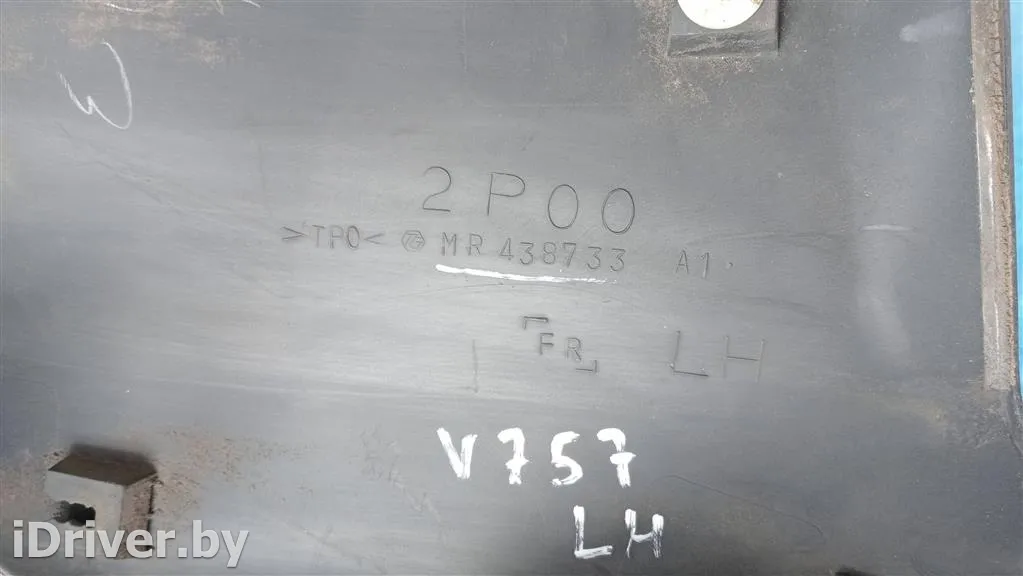 2P00
>TPO< MR438733 A1
FR LH
V757
LH
iDriver.by